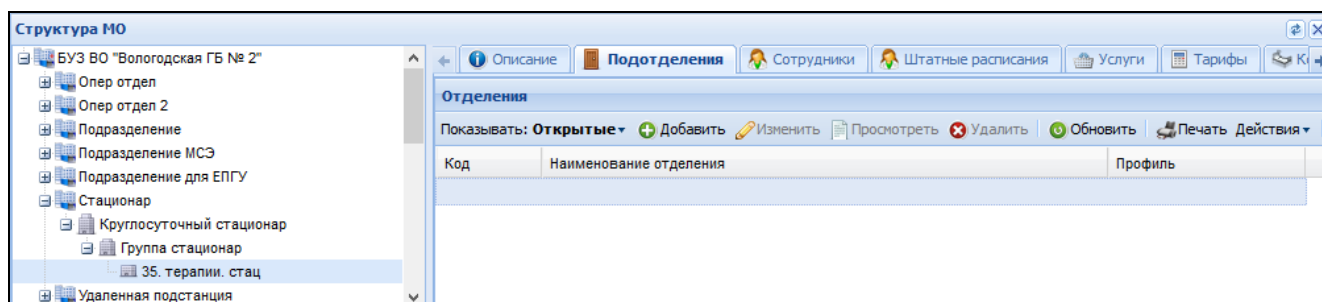 Структура МО
БУЗ ВО "Вологодская ГБ № 2"
Опер отдел
Опер отдел 2
Подразделение
Подразделение МСЭ
Подразделение для ЕПГУ
Стационар
Круглосуточный стационар
Группа стационар
35. терапии. стац
Удаленная подстанция
Описание Подотделения Сотрудники Штатные расписания Услуги Тарифы
Отделения
Показывать: Открытые Добавить Изменить Просмотреть Удалить Обновить Печать Действия
Код Наименование отделения Профиль